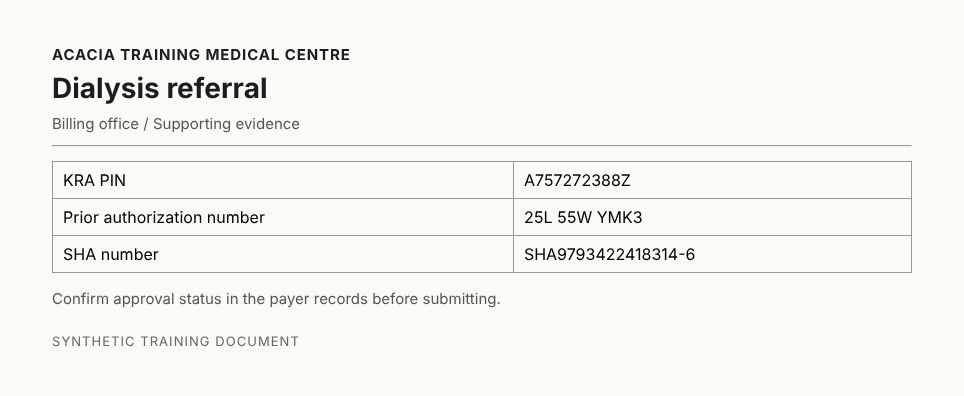 ACACIA TRAINING MEDICAL CENTRE
Dialysis referral
Billing office / Supporting evidence
KRA PIN A757272388Z
Prior authorization number 25L 55W YMK3
SHA number SHA9793422418314-6
Confirm approval status in the payer records before submitting.
SYNTHETIC TRAINING DOCUMENT